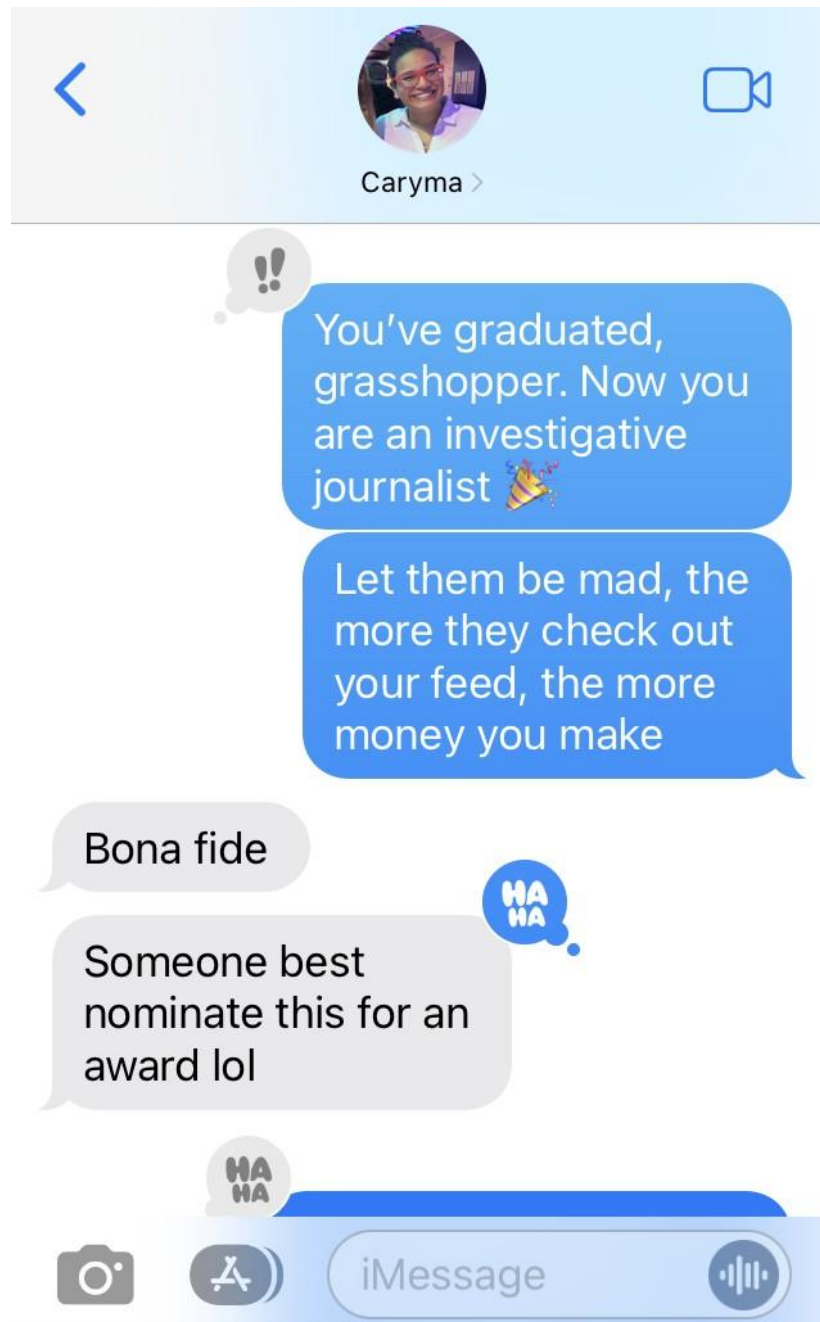 Caryma
!!
You’ve graduated,
grasshopper. Now you
are an investigative
journalist 🎉
Let them be mad, the
more they check out
your feed, the more
money you make
Bona fide
HA
HA
Someone best
nominate this for an
award lol
HA
HA
iMessage